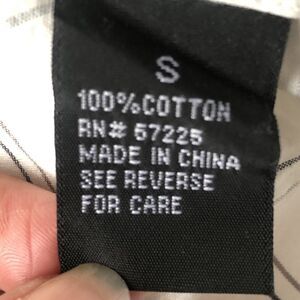 S
100%COTTON
RN# 57225
MADE IN CHINA
SEE REVERSE
FOR CARE